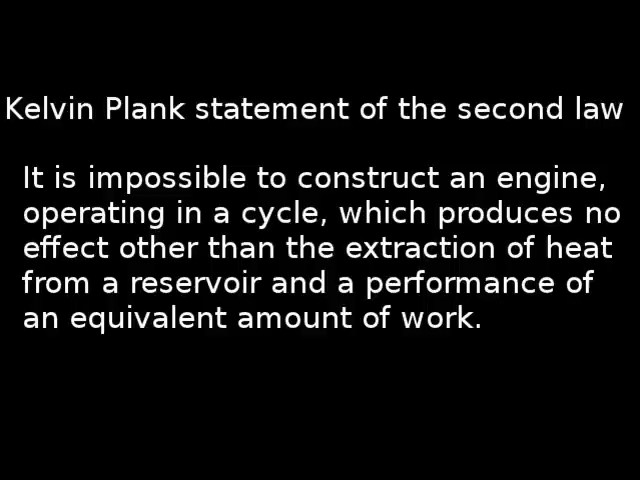 Kelvin Plank statement of the second law
It is impossible to construct an engine,
operating in a cycle, which produces no
effect other than the extraction of heat
from a reservoir and a performance of
an equivalent amount of work.